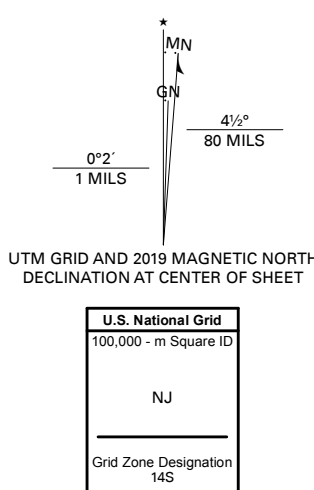 ★
MN
GN
4½°
80 MILS
0°2´
1 MILS
UTM GRID AND 2019 MAGNETIC NORTH
DECLINATION AT CENTER OF SHEET
U.S. National Grid
100,000 - m Square ID
NJ
Grid Zone Designation
14S